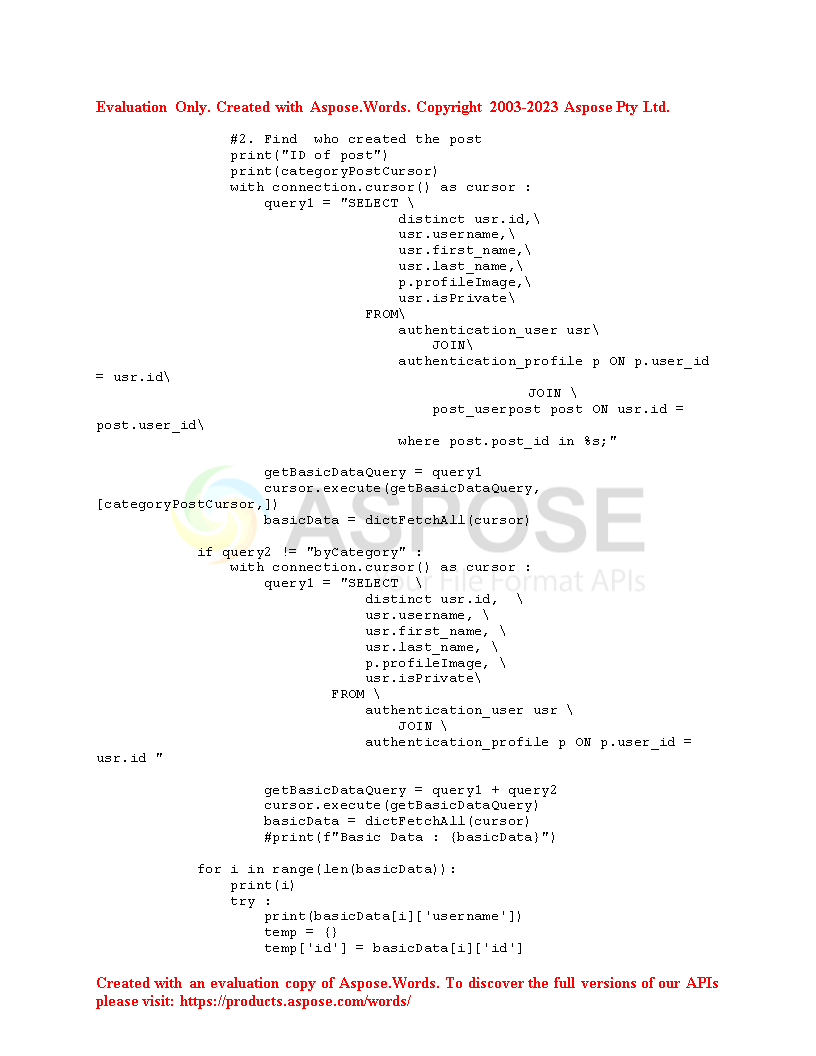 Evaluation Only. Created with Aspose.Words. Copyright 2003-2023 Aspose Pty Ltd.
#2. Find  who created the post
print("ID of post")
print(categoryPostCursor)
with connection.cursor() as cursor :
query1 = "SELECT \
distinct usr.id,\
usr.username,\
usr.first_name,\
usr.last_name,\
p.profileImage,\
usr.isPrivate\
FROM\
authentication_user usr\
JOIN\
authentication_profile p ON p.user_id
= usr.id\
JOIN \
post_userpost post ON usr.id =
post.user_id\
where post.post_id in %s;"
getBasicDataQuery = query1
cursor.execute(getBasicDataQuery,
[categoryPostCursor,])
basicData = dictFetchAll(cursor)
ASPOSE
if query2 != "byCategory" :
with connection.cursor() as cursor :
Your File Format APIs
query1 = "SELECT  \
distinct usr.id,  \
usr.username, \
usr.first_name, \
usr.last_name, \
p.profileImage, \
usr.isPrivate\
FROM \
authentication_user usr \
JOIN \
authentication_profile p ON p.user_id =
usr.id "
getBasicDataQuery = query1 + query2
cursor.execute(getBasicDataQuery)
basicData = dictFetchAll(cursor)
#print(f"Basic Data : {basicData}")
for i in range(len(basicData)):
print(i)
try :
print(basicData[i]['username'])
temp = {}
temp['id'] = basicData[i]['id']
Created with an evaluation copy of Aspose.Words. To discover the full versions of our APIs
please visit: https://products.aspose.com/words/